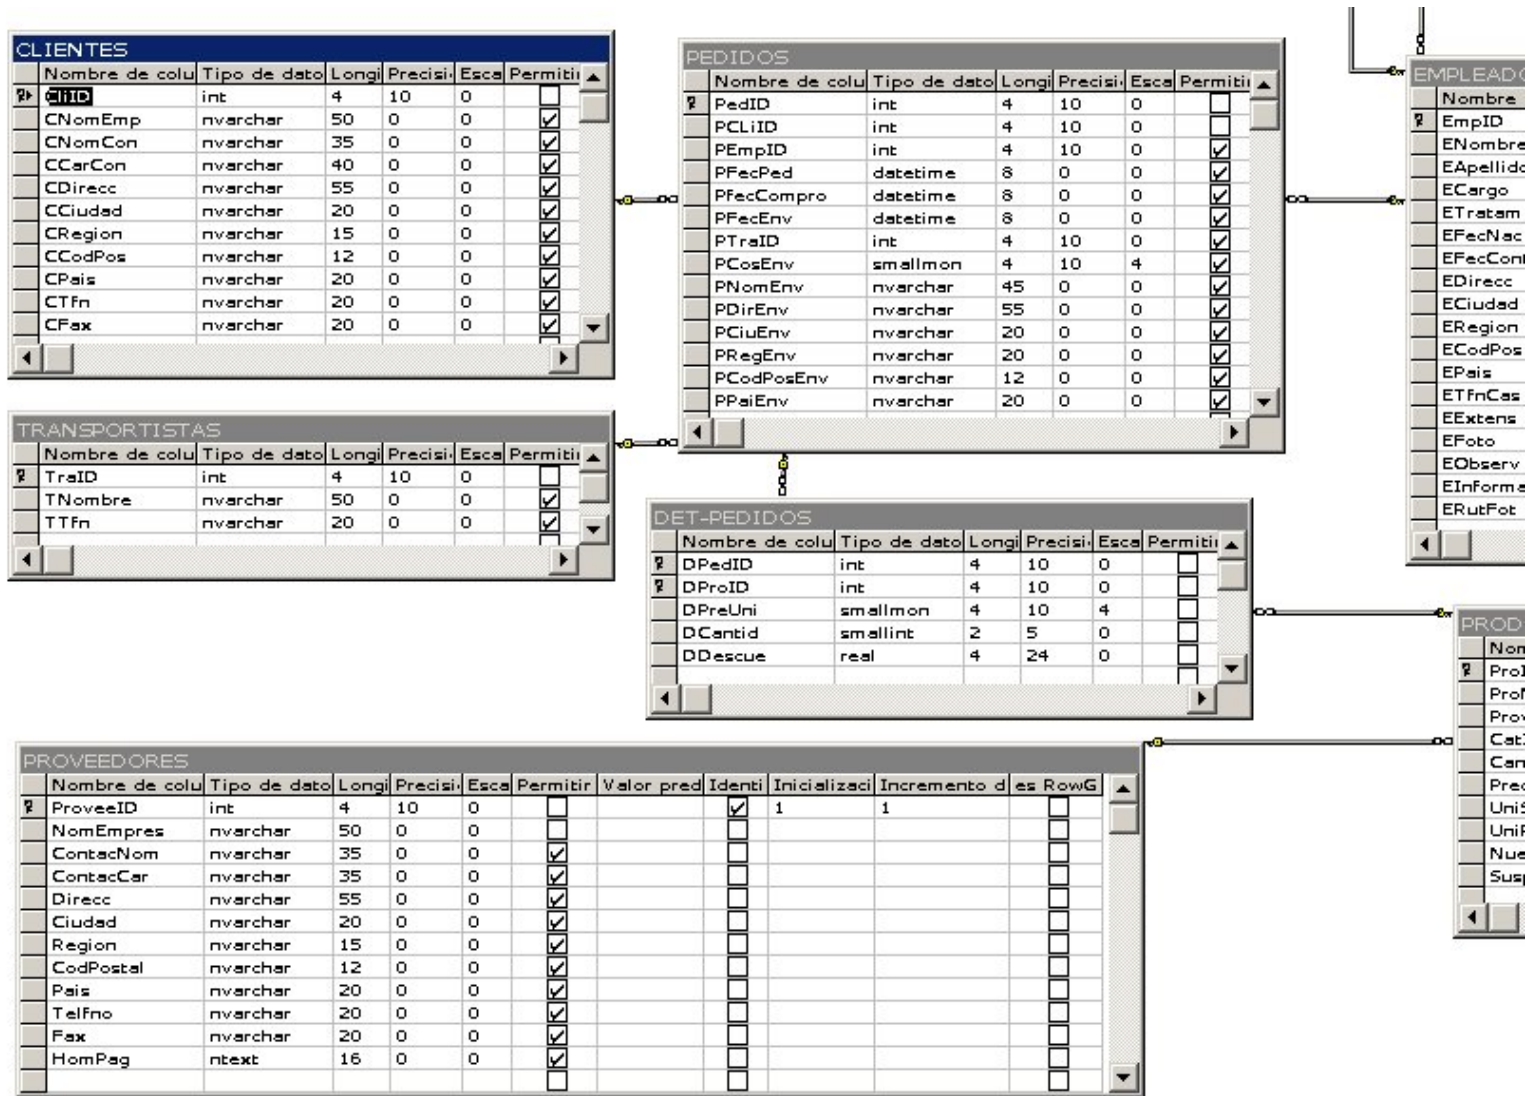 CLIENTES
Nombre de colu Tipo de dato Longi Precisi Esca Permitir
CliID int 4 10 0
CNomEmp nvarchar 50 0 0
CNomCon nvarchar 35 0 0
CCarCon nvarchar 40 0 0
CDirecc nvarchar 55 0 0
CCiudad nvarchar 20 0 0
CRegion nvarchar 15 0 0
CCodPos nvarchar 12 0 0
CPais nvarchar 20 0 0
CTfn nvarchar 20 0 0
CFax nvarchar 20 0 0
PEDIDOS
Nombre de colu Tipo de dato Longi Precisi Esca Permitir
PedID int 4 10 0
PCLiID int 4 10 0
PEmpID int 4 10 0
PFecPed datetime 8 0 0
PFecCompro datetime 8 0 0
PFecEnv datetime 8 0 0
PTraID int 4 10 0
PCosEnv smallmon 4 10 4
PNomEnv nvarchar 45 0 0
PDirEnv nvarchar 55 0 0
PCiuEnv nvarchar 20 0 0
PRegEnv nvarchar 20 0 0
PCodPosEnv nvarchar 12 0 0
PPaiEnv nvarchar 20 0 0
EMPLEADO
Nombre
EmpID
ENombre
EApellido
ECargo
ETratam
EFecNac
EFecCont
EDirecc
ECiudad
ERegion
ECodPos
EPais
ETfnCas
EExtens
EFoto
EObserv
EInforma
ERutFot
TRANSPORTISTAS
Nombre de colu Tipo de dato Longi Precisi Esca Permitir
TraID int 4 10 0
TNombre nvarchar 50 0 0
TTfn nvarchar 20 0 0
DET-PEDIDOS
Nombre de colu Tipo de dato Longi Precisi Esca Permitir
DPedID int 4 10 0
DProID int 4 10 0
DPreUni smallmon 4 10 4
DCantid smallint 2 5 0
DDescue real 4 24 0
PROD
Nom
ProI
ProN
Prov
CatI
Can
Prec
UniS
UniP
Nue
Susp
PROVEEDORES
Nombre de colu Tipo de dato Longi Precisi Esca Permitir Valor pred Identi Inicializaci Incremento d es RowG
ProveeID int 4 10 0 1 1
NomEmpres nvarchar 50 0 0
ContacNom nvarchar 35 0 0
ContacCar nvarchar 35 0 0
Direcc nvarchar 55 0 0
Ciudad nvarchar 20 0 0
Region nvarchar 15 0 0
CodPostal nvarchar 12 0 0
Pais nvarchar 20 0 0
Telfno nvarchar 20 0 0
Fax nvarchar 20 0 0
HomPag ntext 16 0 0